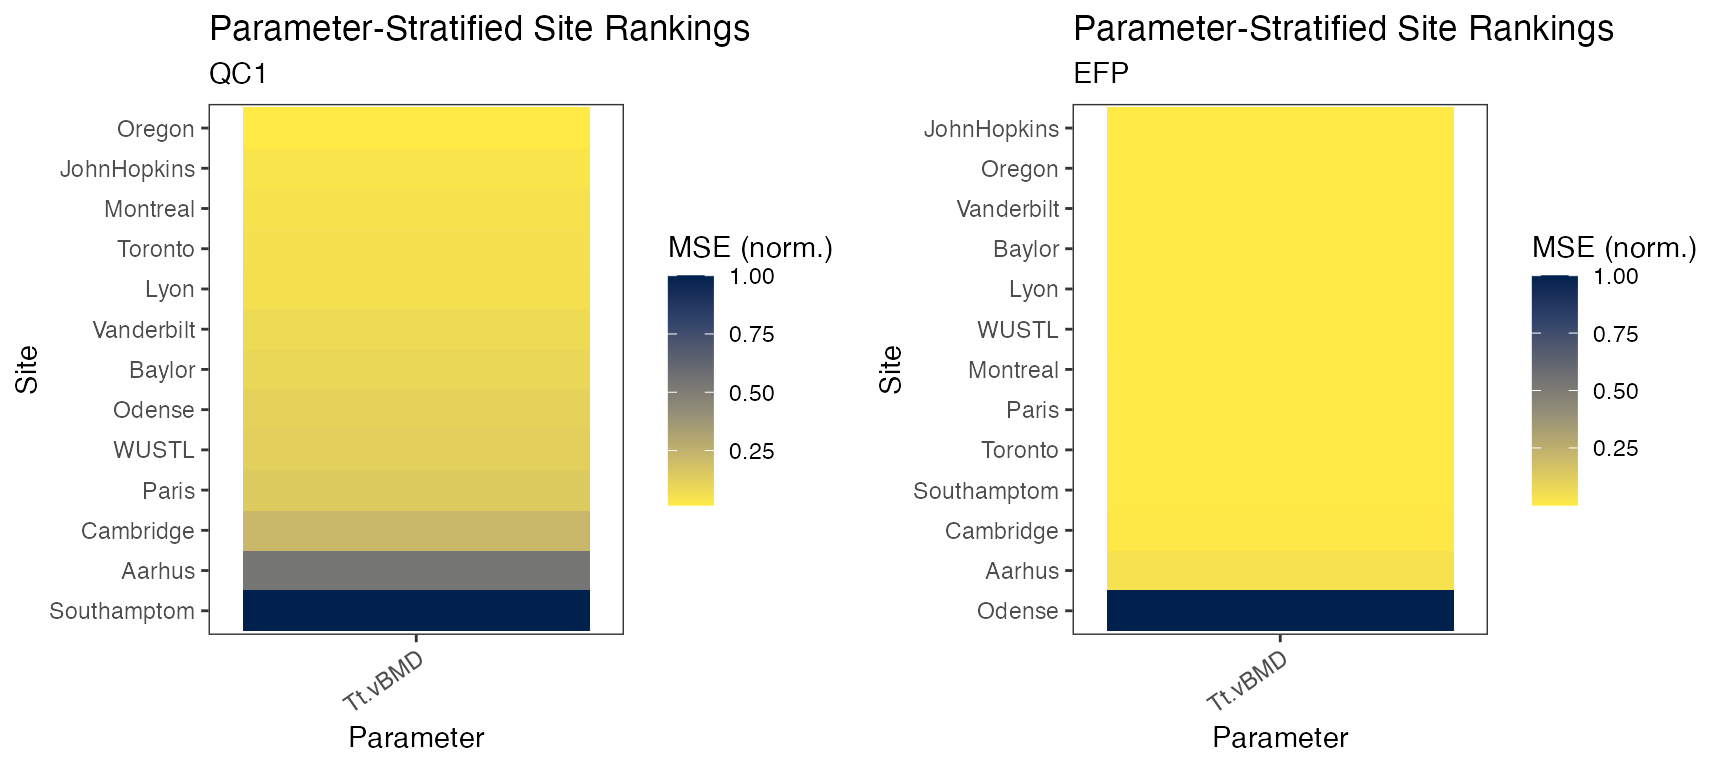 Parameter-Stratified Site Rankings
QC1
Site
Oregon
JohnHopkins
Montreal
Toronto
Lyon
Vanderbilt
Baylor
Odense
WUSTL
Paris
Cambridge
Aarhus
Southamptom
Tt.vBMD
Parameter
MSE (norm.)
1.00
0.75
0.50
0.25
Parameter-Stratified Site Rankings
EFP
Site
JohnHopkins
Oregon
Vanderbilt
Baylor
Lyon
WUSTL
Montreal
Paris
Toronto
Southamptom
Cambridge
Aarhus
Odense
Tt.vBMD
Parameter
MSE (norm.)
1.00
0.75
0.50
0.25